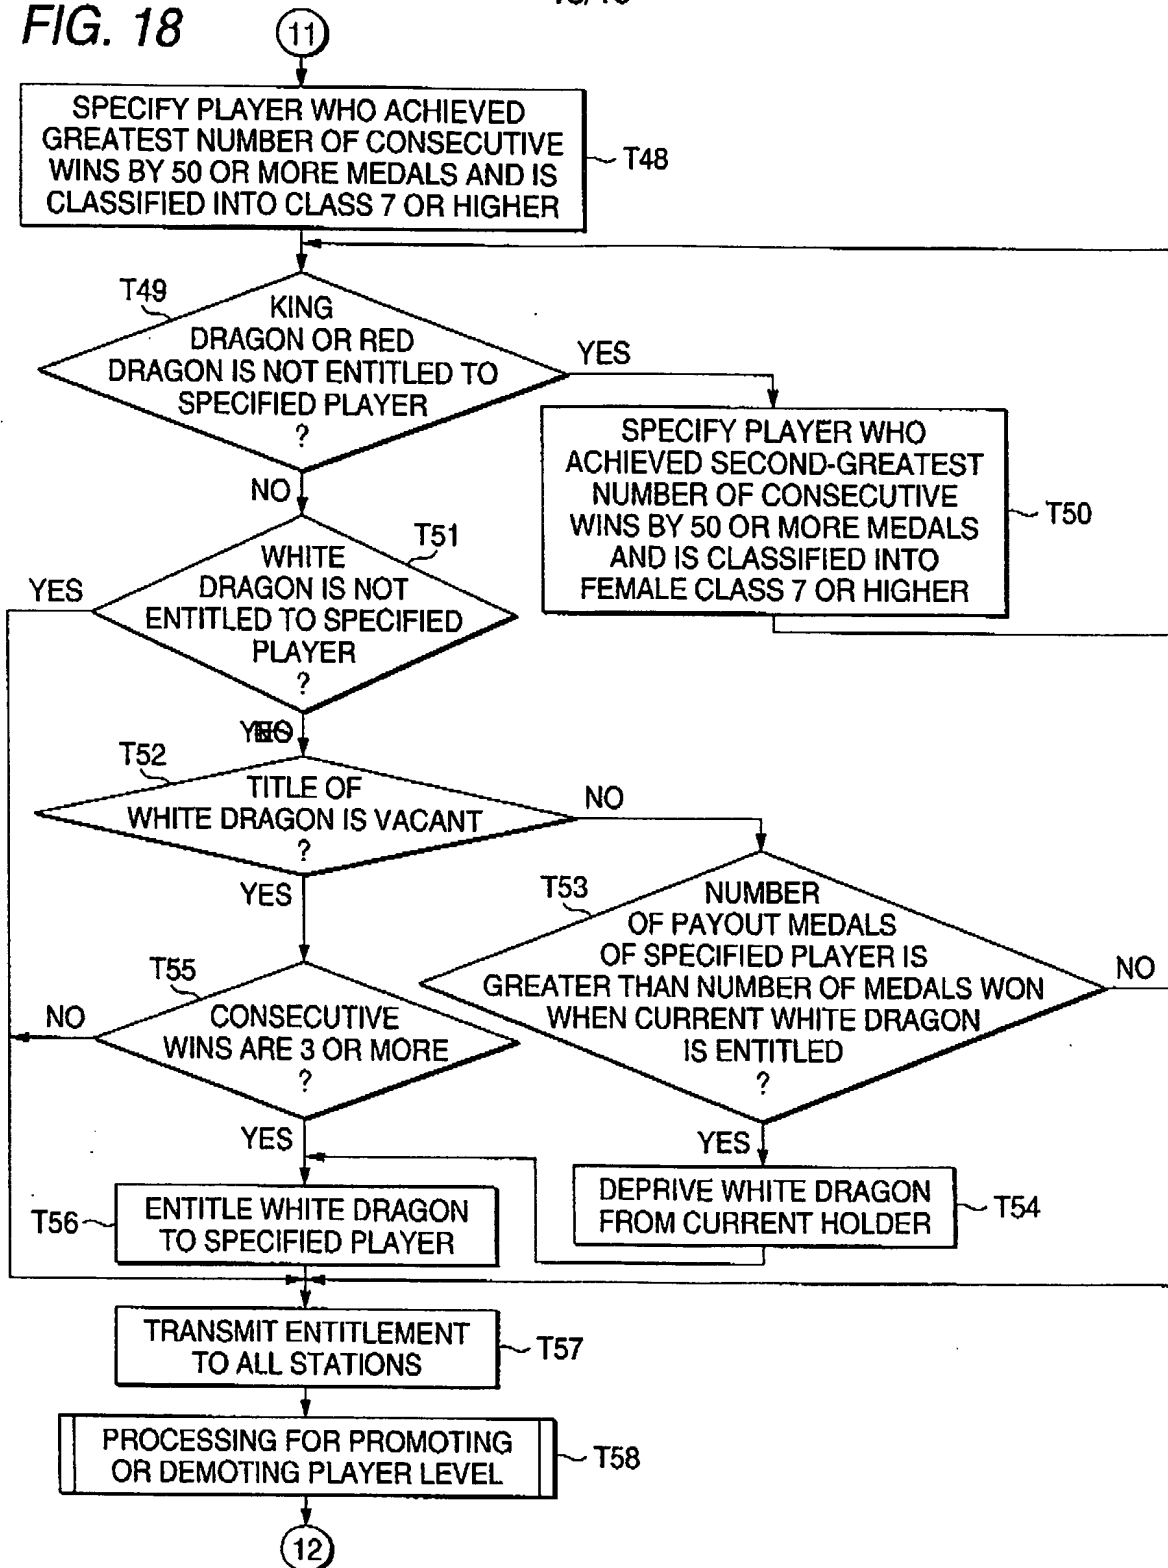 FIG. 18
11
SPECIFY PLAYER WHO ACHIEVED
GREATEST NUMBER OF CONSECUTIVE
WINS BY 50 OR MORE MEDALS AND IS
CLASSIFIED INTO CLASS 7 OR HIGHER
T48
T49
KING
DRAGON OR RED
DRAGON IS NOT ENTITLED TO
SPECIFIED PLAYER
?
YES
NO
SPECIFY PLAYER WHO
ACHIEVED SECOND-GREATEST
NUMBER OF CONSECUTIVE
WINS BY 50 OR MORE MEDALS
AND IS CLASSIFIED INTO
FEMALE CLASS 7 OR HIGHER
T50
T51
WHITE
DRAGON IS NOT
ENTITLED TO SPECIFIED
PLAYER
?
YES
T52
TITLE OF
WHITE DRAGON IS VACANT
?
NO
YES
T53
NUMBER
OF PAYOUT MEDALS
OF SPECIFIED PLAYER IS
GREATER THAN NUMBER OF MEDALS WON
WHEN CURRENT WHITE DRAGON
IS ENTITLED
?
NO
YES
T55
CONSECUTIVE
WINS ARE 3 OR MORE
?
NO
YES
DEPRIVE WHITE DRAGON
FROM CURRENT HOLDER
T54
T56
ENTITLE WHITE DRAGON
TO SPECIFIED PLAYER
TRANSMIT ENTITLEMENT
TO ALL STATIONS
T57
PROCESSING FOR PROMOTING
OR DEMOTING PLAYER LEVEL
T58
12